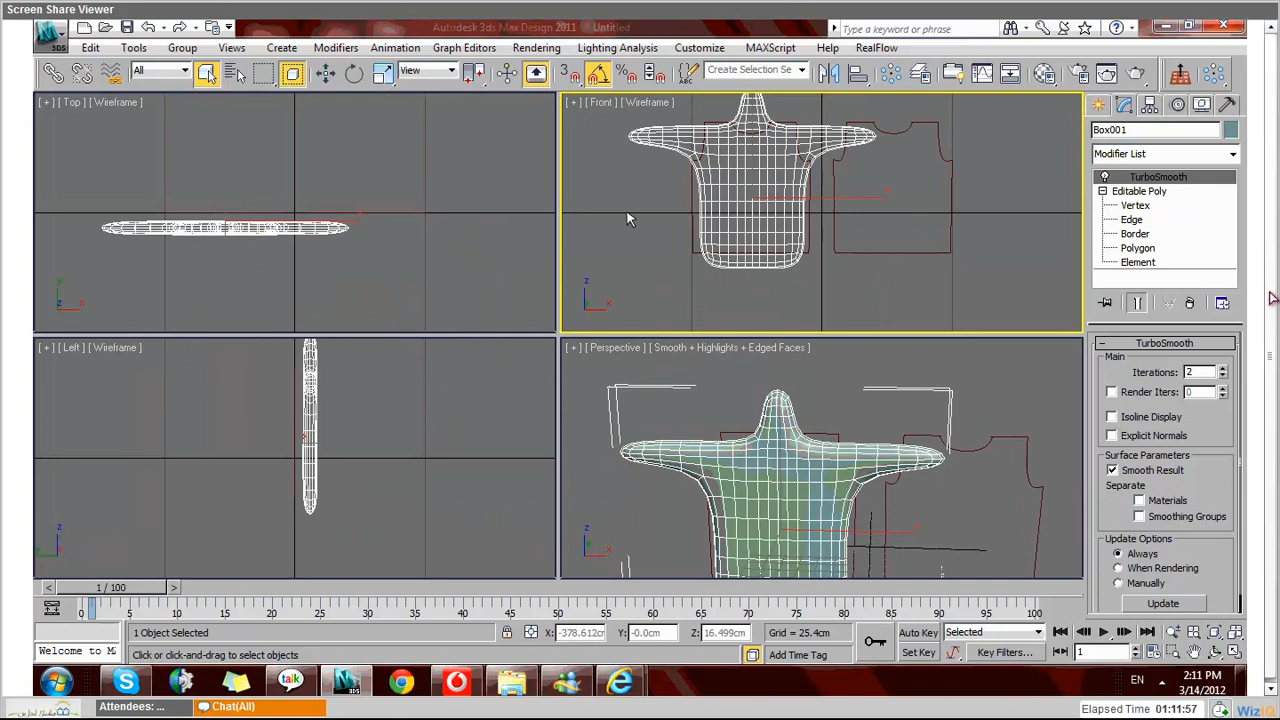 Screen Share Viewer
Autodesk 3ds Max Design 2011 Untitled
Type a keyword or phrase
Edit Tools Group Views Create Modifiers Animation Graph Editors Rendering Lighting Analysis Customize MAXScript Help RealFlow
All View 3 Create Selection Se
[ + ] [ Top ] [ Wireframe ]
[ + ] [ Front ] [ Wireframe ]
Box001
Modifier List
TurboSmooth
Editable Poly
Vertex
Edge
Border
Polygon
Element
[ + ] [ Left ] [ Wireframe ]
[ + ] [ Perspective ] [ Smooth + Highlights + Edged Faces ]
TurboSmooth
Main
Iterations: 2
Render Iters: 0
Isoline Display
Explicit Normals
Surface Parameters
Smooth Result
Separate
Materials
Smoothing Groups
Update Options
Always
When Rendering
Manually
Update
1 / 100
0 5 10 15 20 25 30 35 40 45 50 55 60 65 70 75 80 85 90 95 100
1 Object Selected X: -378.612cm Y: -0.0cm Z: 16.499cm Grid = 25.4cm Auto Key Selected
Welcome to M Click or click-and-drag to select objects Add Time Tag Set Key Key Filters... 1
talk
EN 2:11 PM
3/14/2012
Attendees: ... Chat(All) Elapsed Time 01:11:57 WizIQ